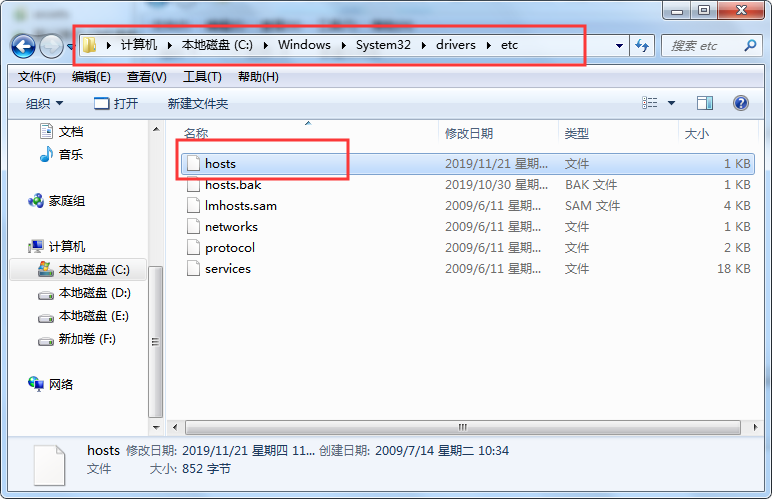 计算机 本地磁盘 (C:) Windows System32 drivers etc
搜索 etc
文件(F) 编辑(E) 查看(V) 工具(T) 帮助(H)
组织 打开 新建文件夹
文档
音乐
家庭组
计算机
本地磁盘 (C:)
本地磁盘 (D:)
本地磁盘 (E:)
新加卷 (F:)
网络
名称 修改日期 类型 大小
hosts 2019/11/21 星期... 文件 1 KB
hosts.bak 2019/10/30 星期... BAK 文件 1 KB
lmhosts.sam 2009/6/11 星期... SAM 文件 4 KB
networks 2009/6/11 星期... 文件 1 KB
protocol 2009/6/11 星期... 文件 2 KB
services 2009/6/11 星期... 文件 18 KB
hosts 修改日期: 2019/11/21 星期四 11... 创建日期: 2009/7/14 星期二 10:34
文件 大小: 852 字节